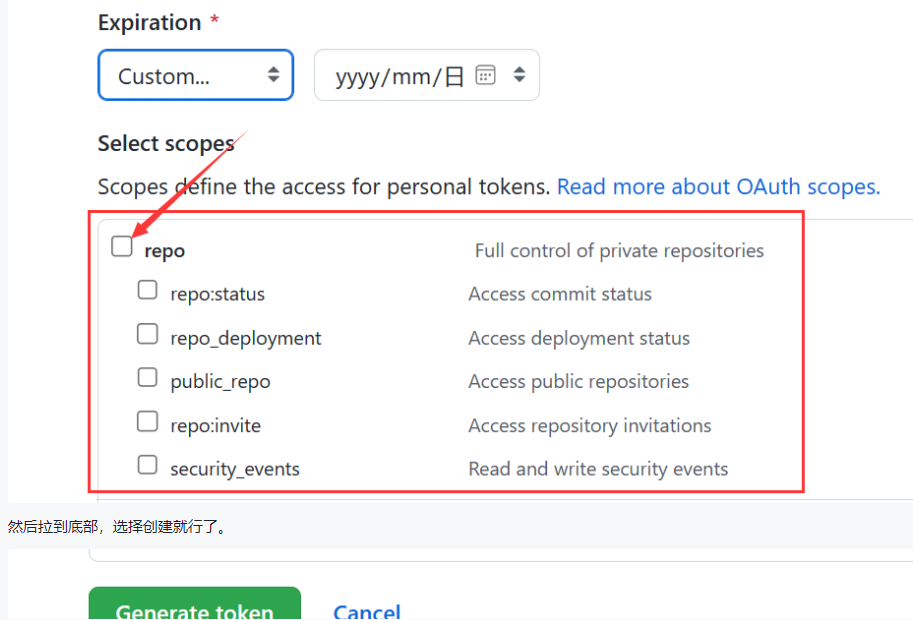 Expiration *
Custom... yyyy/mm/日
Select scopes
Scopes define the access for personal tokens. Read more about OAuth scopes.
repo Full control of private repositories
repo:status Access commit status
repo_deployment Access deployment status
public_repo Access public repositories
repo:invite Access repository invitations
security_events Read and write security events
然后拉到底部，选择创建就行了。
Generate token Cancel